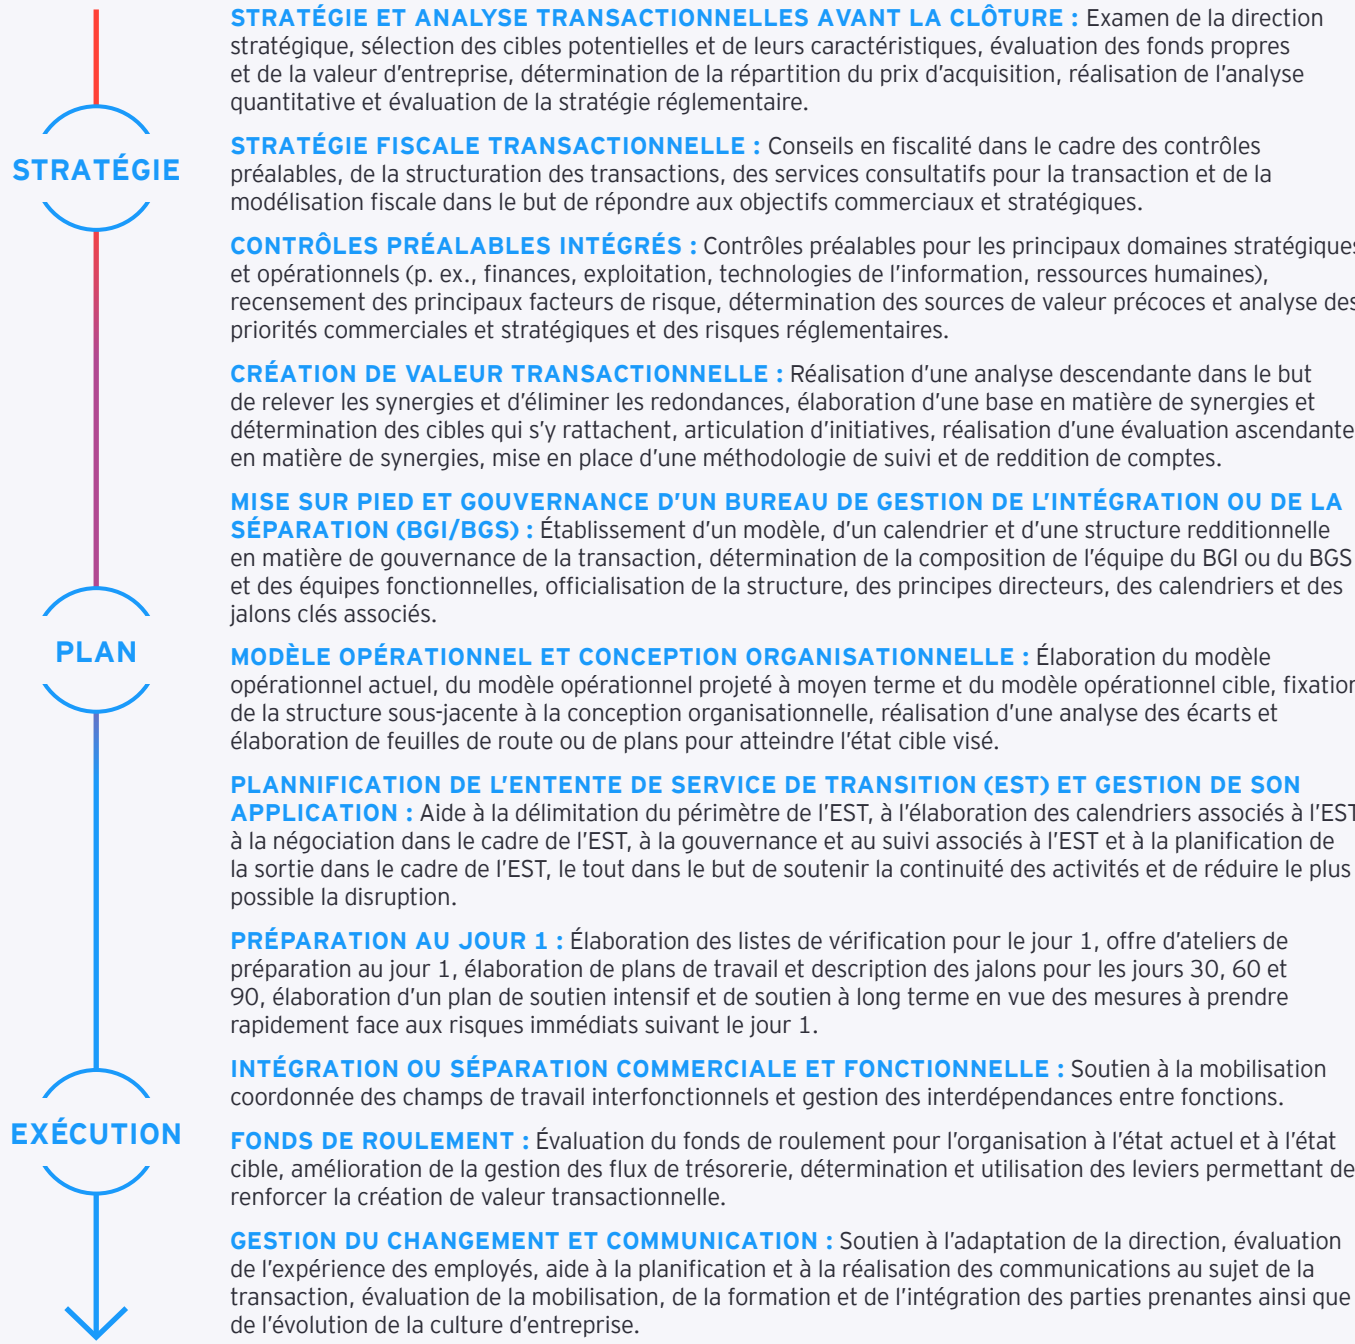 STRATÉGIE ET ANALYSE TRANSACTIONNELLES AVANT LA CLÔTURE : Examen de la direction
stratégique, sélection des cibles potentielles et de leurs caractéristiques, évaluation des fonds propres
et de la valeur d'entreprise, détermination de la répartition du prix d'acquisition, réalisation de l'analyse
quantitative et évaluation de la stratégie réglementaire.
STRATÉGIE
STRATÉGIE FISCALE TRANSACTIONNELLE : Conseils en fiscalité dans le cadre des contrôles
préalables, de la structuration des transactions, des services consultatifs pour la transaction et de la
modélisation fiscale dans le but de répondre aux objectifs commerciaux et stratégiques.
CONTRÔLES PRÉALABLES INTÉGRÉS : Contrôles préalables pour les principaux domaines stratégiques
et opérationnels (p. ex., finances, exploitation, technologies de l'information, ressources humaines),
recensement des principaux facteurs de risque, détermination des sources de valeur précoces et analyse des
priorités commerciales et stratégiques et des risques réglementaires.
CRÉATION DE VALEUR TRANSACTIONNELLE : Réalisation d'une analyse descendante dans le but
de relever les synergies et d'éliminer les redondances, élaboration d'une base en matière de synergies et
détermination des cibles qui s'y rattachent, articulation d'initiatives, réalisation d'une évaluation ascendante
en matière de synergies, mise en place d'une méthodologie de suivi et de reddition de comptes.
MISE SUR PIED ET GOUVERNANCE D'UN BUREAU DE GESTION DE L'INTÉGRATION OU DE LA
SÉPARATION (BGI/BGS) : Établissement d'un modèle, d'un calendrier et d'une structure redditionnelle
en matière de gouvernance de la transaction, détermination de la composition de l'équipe du BGI ou du BGS
et des équipes fonctionnelles, officialisation de la structure, des principes directeurs, des calendriers et des
jalons clés associés.
PLAN
MODÈLE OPÉRATIONNEL ET CONCEPTION ORGANISATIONNELLE : Élaboration du modèle
opérationnel actuel, du modèle opérationnel projeté à moyen terme et du modèle opérationnel cible, fixation
de la structure sous-jacente à la conception organisationnelle, réalisation d'une analyse des écarts et
élaboration de feuilles de route ou de plans pour atteindre l'état cible visé.
PLANNIFICATION DE L'ENTENTE DE SERVICE DE TRANSITION (EST) ET GESTION DE SON
APPLICATION : Aide à la délimitation du périmètre de l'EST, à l'élaboration des calendriers associés à l'EST
à la négociation dans le cadre de l'EST, à la gouvernance et au suivi associés à l'EST et à la planification de
la sortie dans le cadre de l'EST, le tout dans le but de soutenir la continuité des activités et de réduire le plus
possible la disruption.
PRÉPARATION AU JOUR 1 : Élaboration des listes de vérification pour le jour 1, offre d'ateliers de
préparation au jour 1, élaboration de plans de travail et description des jalons pour les jours 30, 60 et
90, élaboration d'un plan de soutien intensif et de soutien à long terme en vue des mesures à prendre
rapidement face aux risques immédiats suivant le jour 1.
INTÉGRATION OU SÉPARATION COMMERCIALE ET FONCTIONNELLE : Soutien à la mobilisation
coordonnée des champs de travail interfonctionnels et gestion des interdépendances entre fonctions.
EXÉCUTION
FONDS DE ROULEMENT : Évaluation du fonds de roulement pour l'organisation à l'état actuel et à l'état
cible, amélioration de la gestion des flux de trésorerie, détermination et utilisation des leviers permettant de
renforcer la création de valeur transactionnelle.
GESTION DU CHANGEMENT ET COMMUNICATION : Soutien à l'adaptation de la direction, évaluation
de l'expérience des employés, aide à la planification et à la réalisation des communications au sujet de la
transaction, évaluation de la mobilisation, de la formation et de l'intégration des parties prenantes ainsi que
de l'évolution de la culture d'entreprise.